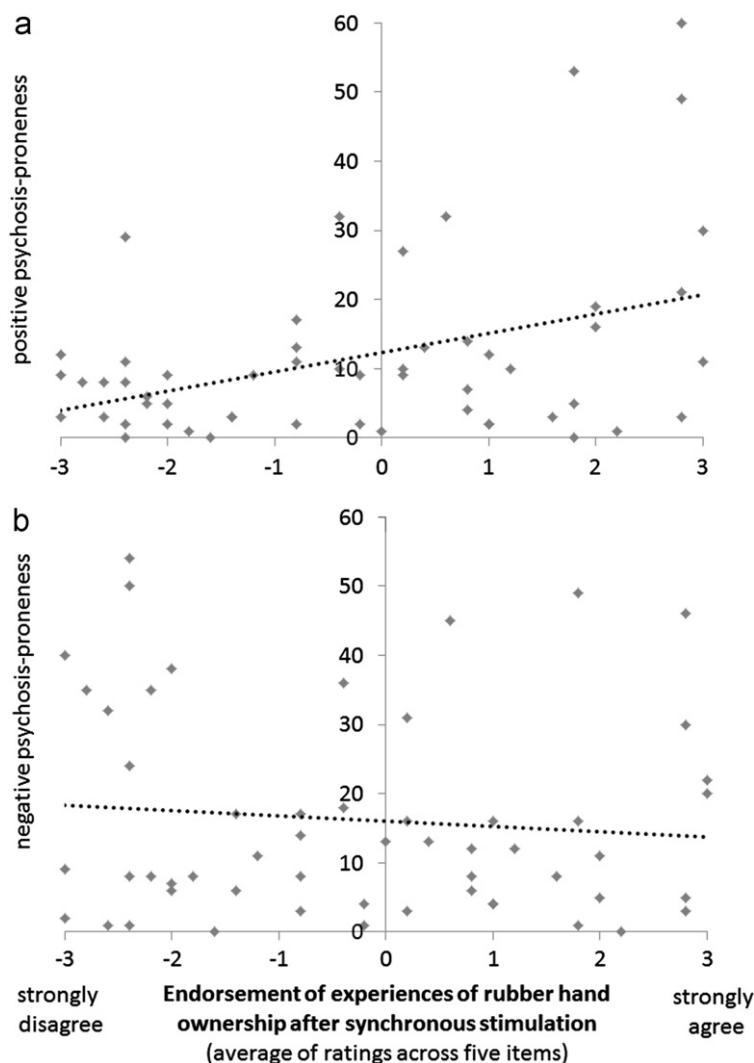 a
positive psychosis-proneness
60
50
40
30
20
10
0
-3 -2 -1 0 1 2 3
b
negative psychosis-proneness
60
50
40
30
20
10
0
-3 -2 -1 0 1 2 3
strongly disagree
Endorsement of experiences of rubber hand
ownership after synchronous stimulation
(average of ratings across five items)
strongly agree